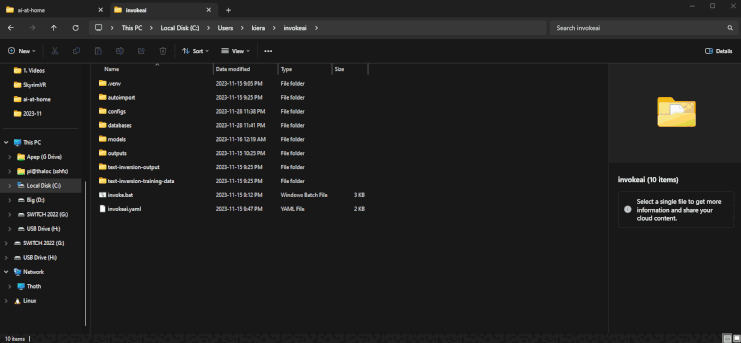 ai-at-home
invokeai
This PC
Local Disk (C:)
Users
kiera
invokeai
Search invokeai
New
Sort
View
Details
1. Videos
SkyrimVR
ai-at-home
2023-11
This PC
Apep (G Drive)
pi@thaloc (sshfs)
Local Disk (C:)
Big (D:)
SWITCH 2022 (G:)
USB Drive (H:)
SWITCH 2022 (G:)
USB Drive (H:)
Network
Thoth
Linux
Name Date modified Type Size
.venv 2023-11-15 9:05 PM File folder
autoimport 2023-11-15 9:25 PM File folder
configs 2023-11-28 11:38 PM File folder
databases 2023-11-28 11:41 PM File folder
models 2023-11-16 12:19 AM File folder
outputs 2023-11-15 10:25 PM File folder
text-inversion-output 2023-11-15 9:25 PM File folder
text-inversion-training-data 2023-11-15 9:25 PM File folder
invoke.bat 2023-11-15 9:12 PM Windows Batch File 3 KB
invokeai.yaml 2023-11-15 9:47 PM YAML File 2 KB
invokeai (10 items)
Select a single file to get more
information and share your
cloud content.
10 items